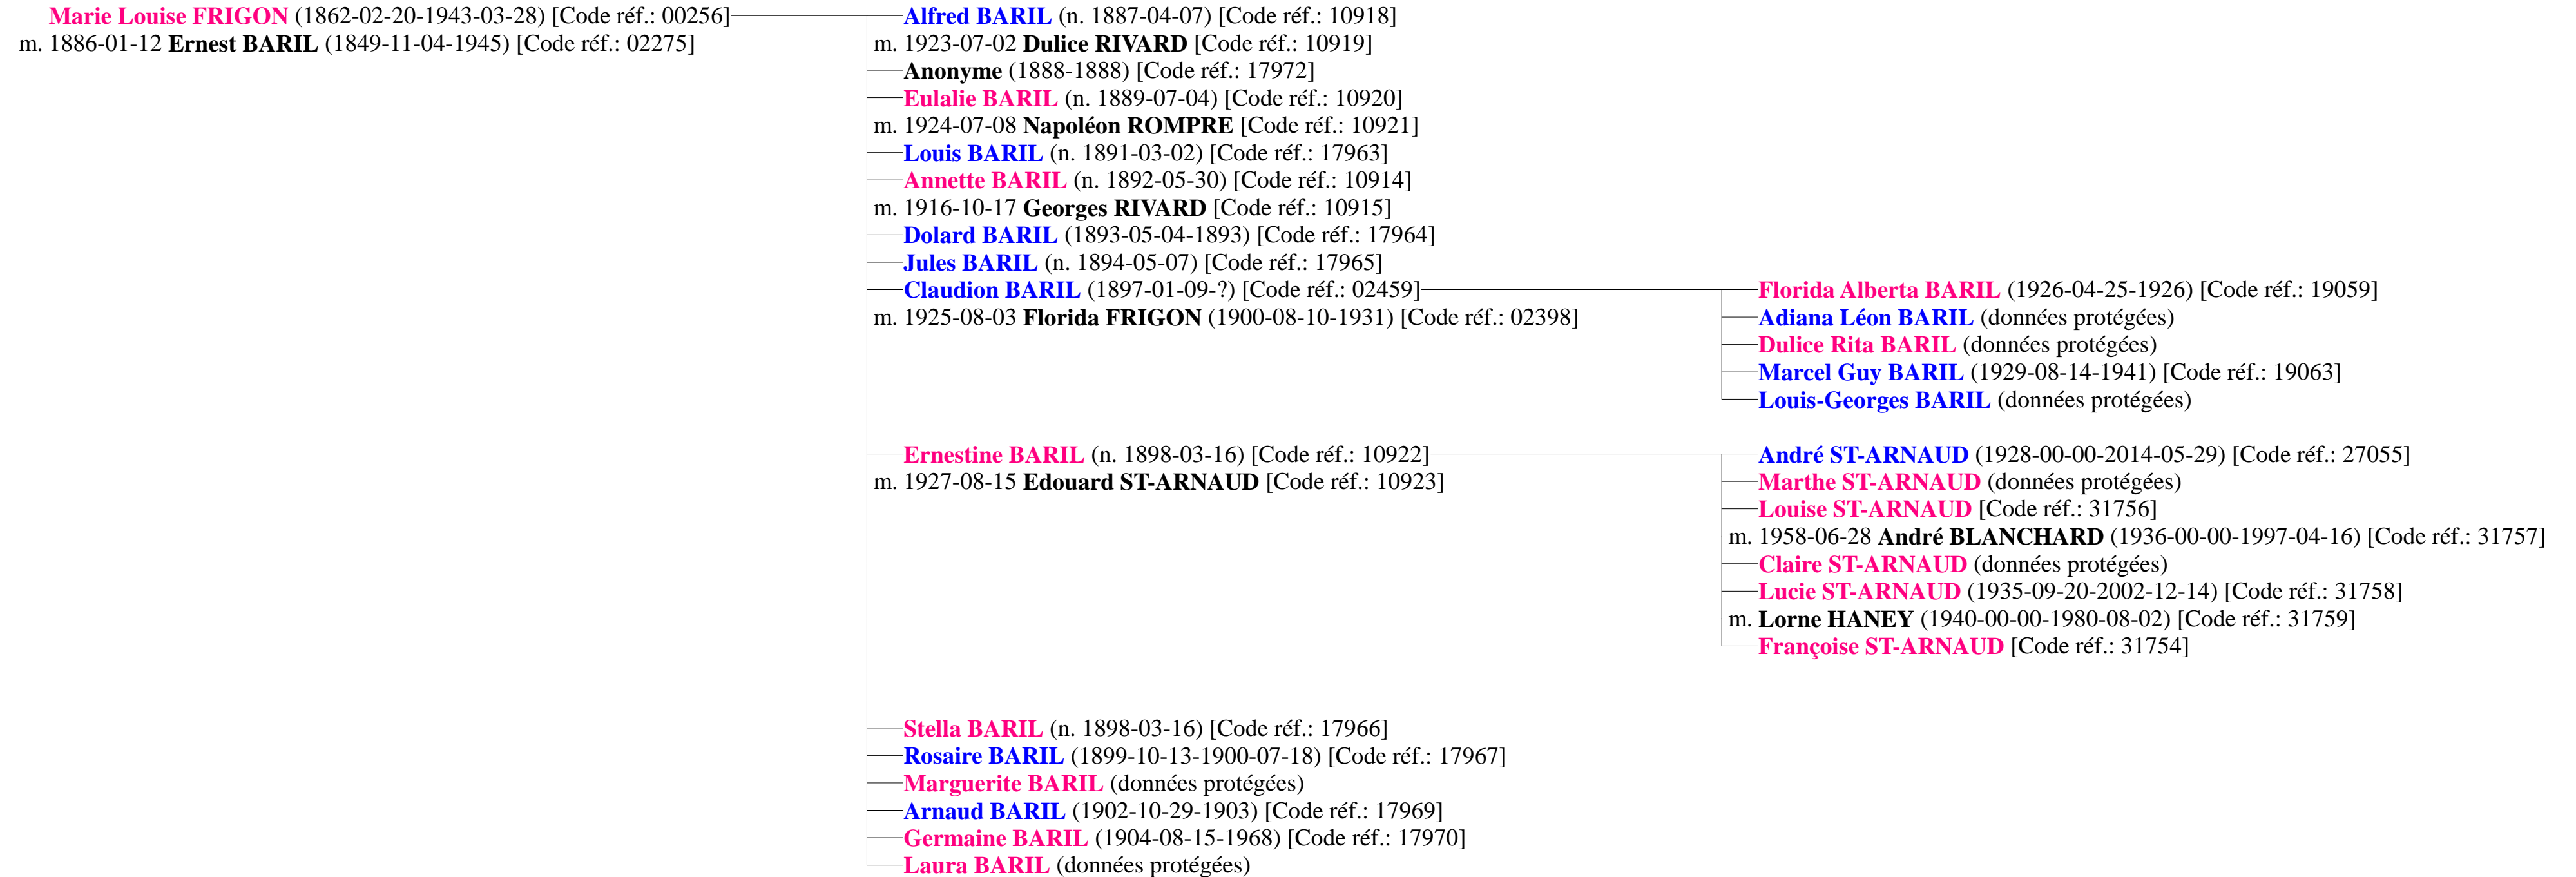 Marie Louise FRIGON (1862-02-20-1943-03-28) [Code réf.: 00256]
m. 1886-01-12 Ernest BARIL (1849-11-04-1945) [Code réf.: 02275]
Alfred BARIL (n. 1887-04-07) [Code réf.: 10918]
m. 1923-07-02 Dulice RIVARD [Code réf.: 10919]
Anonyme (1888-1888) [Code réf.: 17972]
Eulalie BARIL (n. 1889-07-04) [Code réf.: 10920]
m. 1924-07-08 Napoléon ROMPRE [Code réf.: 10921]
Louis BARIL (n. 1891-03-02) [Code réf.: 17963]
Annette BARIL (n. 1892-05-30) [Code réf.: 10914]
m. 1916-10-17 Georges RIVARD [Code réf.: 10915]
Dolard BARIL (1893-05-04-1893) [Code réf.: 17964]
Jules BARIL (n. 1894-05-07) [Code réf.: 17965]
Claudion BARIL (1897-01-09-?) [Code réf.: 02459]
m. 1925-08-03 Florida FRIGON (1900-08-10-1931) [Code réf.: 02398]
Florida Alberta BARIL (1926-04-25-1926) [Code réf.: 19059]
Adiana Léon BARIL (données protégées)
Dulice Rita BARIL (données protégées)
Marcel Guy BARIL (1929-08-14-1941) [Code réf.: 19063]
Louis-Georges BARIL (données protégées)
Ernestine BARIL (n. 1898-03-16) [Code réf.: 10922]
m. 1927-08-15 Edouard ST-ARNAUD [Code réf.: 10923]
André ST-ARNAUD (1928-00-00-2014-05-29) [Code réf.: 27055]
Marthe ST-ARNAUD (données protégées)
Louise ST-ARNAUD [Code réf.: 31756]
m. 1958-06-28 André BLANCHARD (1936-00-00-1997-04-16) [Code réf.: 31757]
Claire ST-ARNAUD (données protégées)
Lucie ST-ARNAUD (1935-09-20-2002-12-14) [Code réf.: 31758]
m. Lorne HANEY (1940-00-00-1980-08-02) [Code réf.: 31759]
Françoise ST-ARNAUD [Code réf.: 31754]
Stella BARIL (n. 1898-03-16) [Code réf.: 17966]
Rosaire BARIL (1899-10-13-1900-07-18) [Code réf.: 17967]
Marguerite BARIL (données protégées)
Arnaud BARIL (1902-10-29-1903) [Code réf.: 17969]
Germaine BARIL (1904-08-15-1968) [Code réf.: 17970]
Laura BARIL (données protégées)